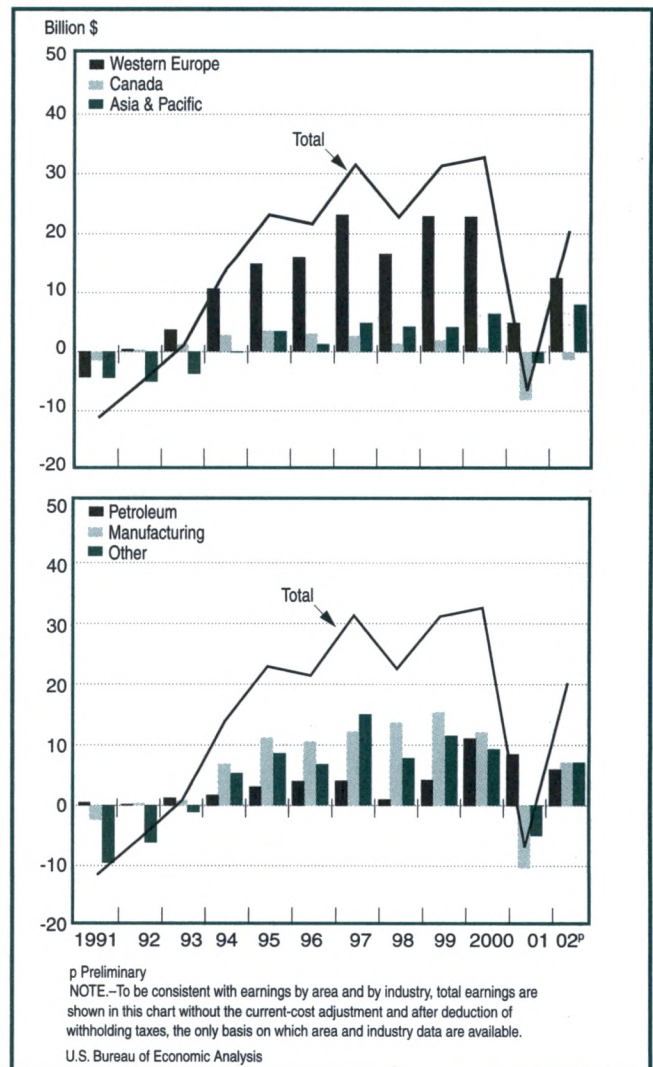 Billion $
50
Western Europe
Canada
Asia & Pacific
40
Total
30
20
10
0
-10
-20
50
Petroleum
Manufacturing
Other
40
Total
30
20
10
0
-10
-20
1991 92 93 94 95 96 97 98 99 2000 01 02p
p Preliminary
NOTE.–To be consistent with earnings by area and by industry, total earnings are
shown in this chart without the current-cost adjustment and after deduction of
withholding taxes, the only basis on which area and industry data are available.
U.S. Bureau of Economic Analysis